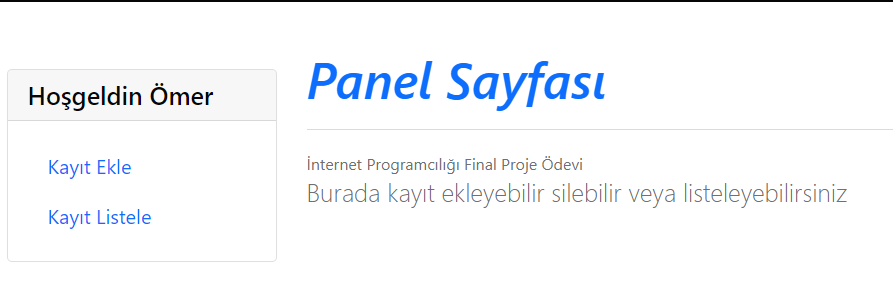 Hoşgeldin Ömer
Kayıt Ekle
Kayıt Listele
Panel Sayfası
İnternet Programcılığı Final Proje Ödevi
Burada kayıt ekleyebilir silebilir veya listeleyebilirsiniz